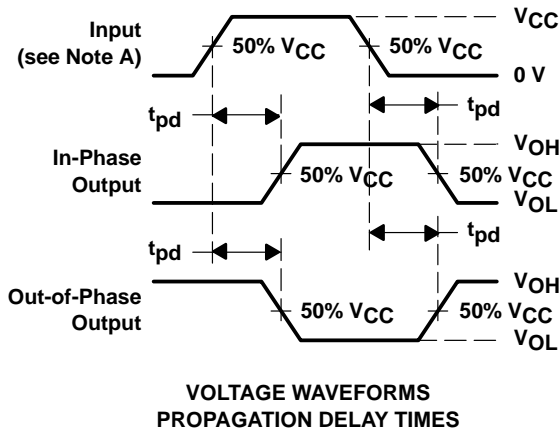 Input
(see Note A)
50% VCC
50% VCC
VCC
0 V
tpd
tpd
In-Phase
Output
50% VCC
VOH
50% VCC
VOL
tpd
tpd
Out-of-Phase
Output
50% VCC
VOH
50% VCC
VOL
VOLTAGE WAVEFORMS
PROPAGATION DELAY TIMES